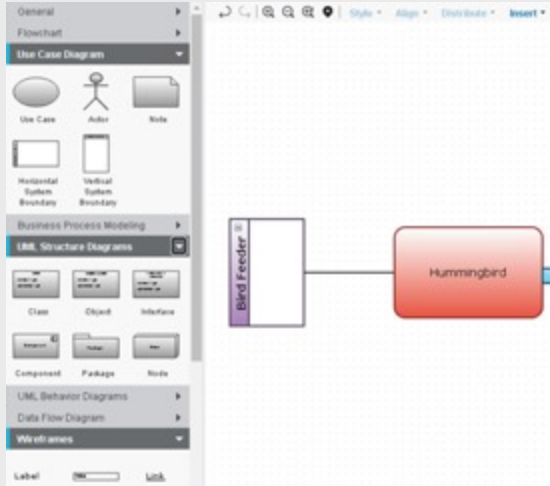 General
Flowchart
Use Case Diagram
Use Case
Actor
Note
Horizontal
System
Boundary
Vertical
System
Boundary
Business Process Modeling
UML Structure Diagrams
Class
Object
Interface
Component
Package
Node
UML Behavior Diagrams
Data Flow Diagram
Wireframes
Label
Link
Style
Align
Distribute
Insert
Bird Feeder
Hummingbird